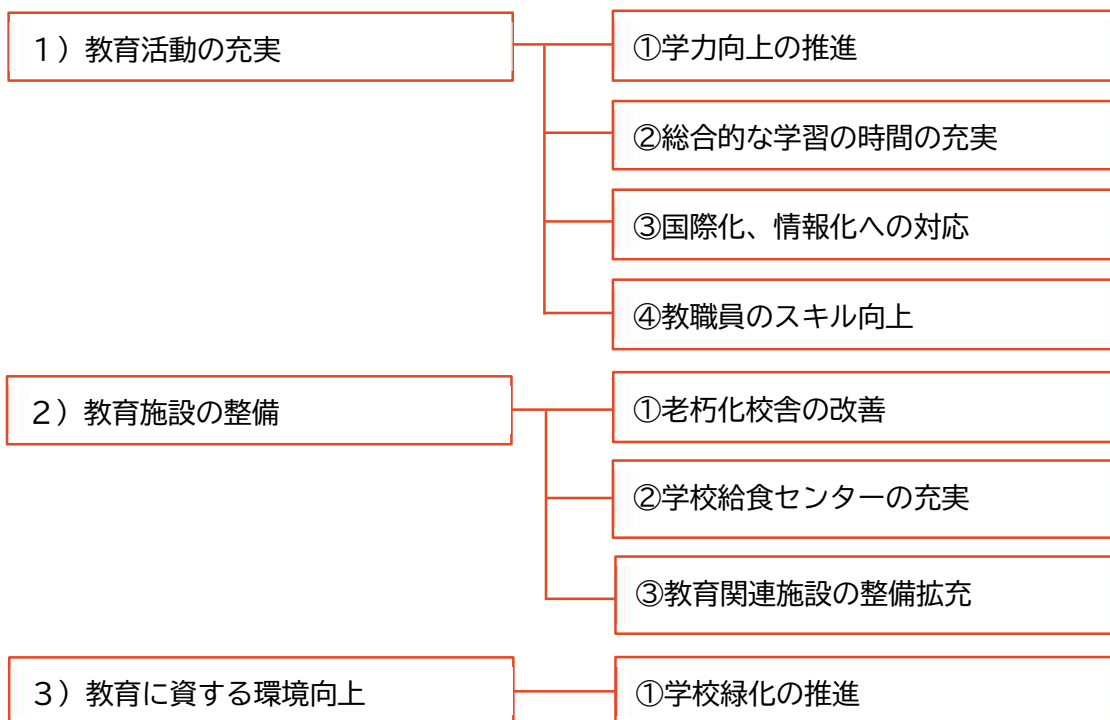 １）教育活動の充実
①学力向上の推進
②総合的な学習の時間の充実
③国際化、情報化への対応
④教職員のスキル向上
２）教育施設の整備
①老朽化校舎の改善
②学校給食センターの充実
③教育関連施設の整備拡充
３）教育に資する環境向上
①学校緑化の推進